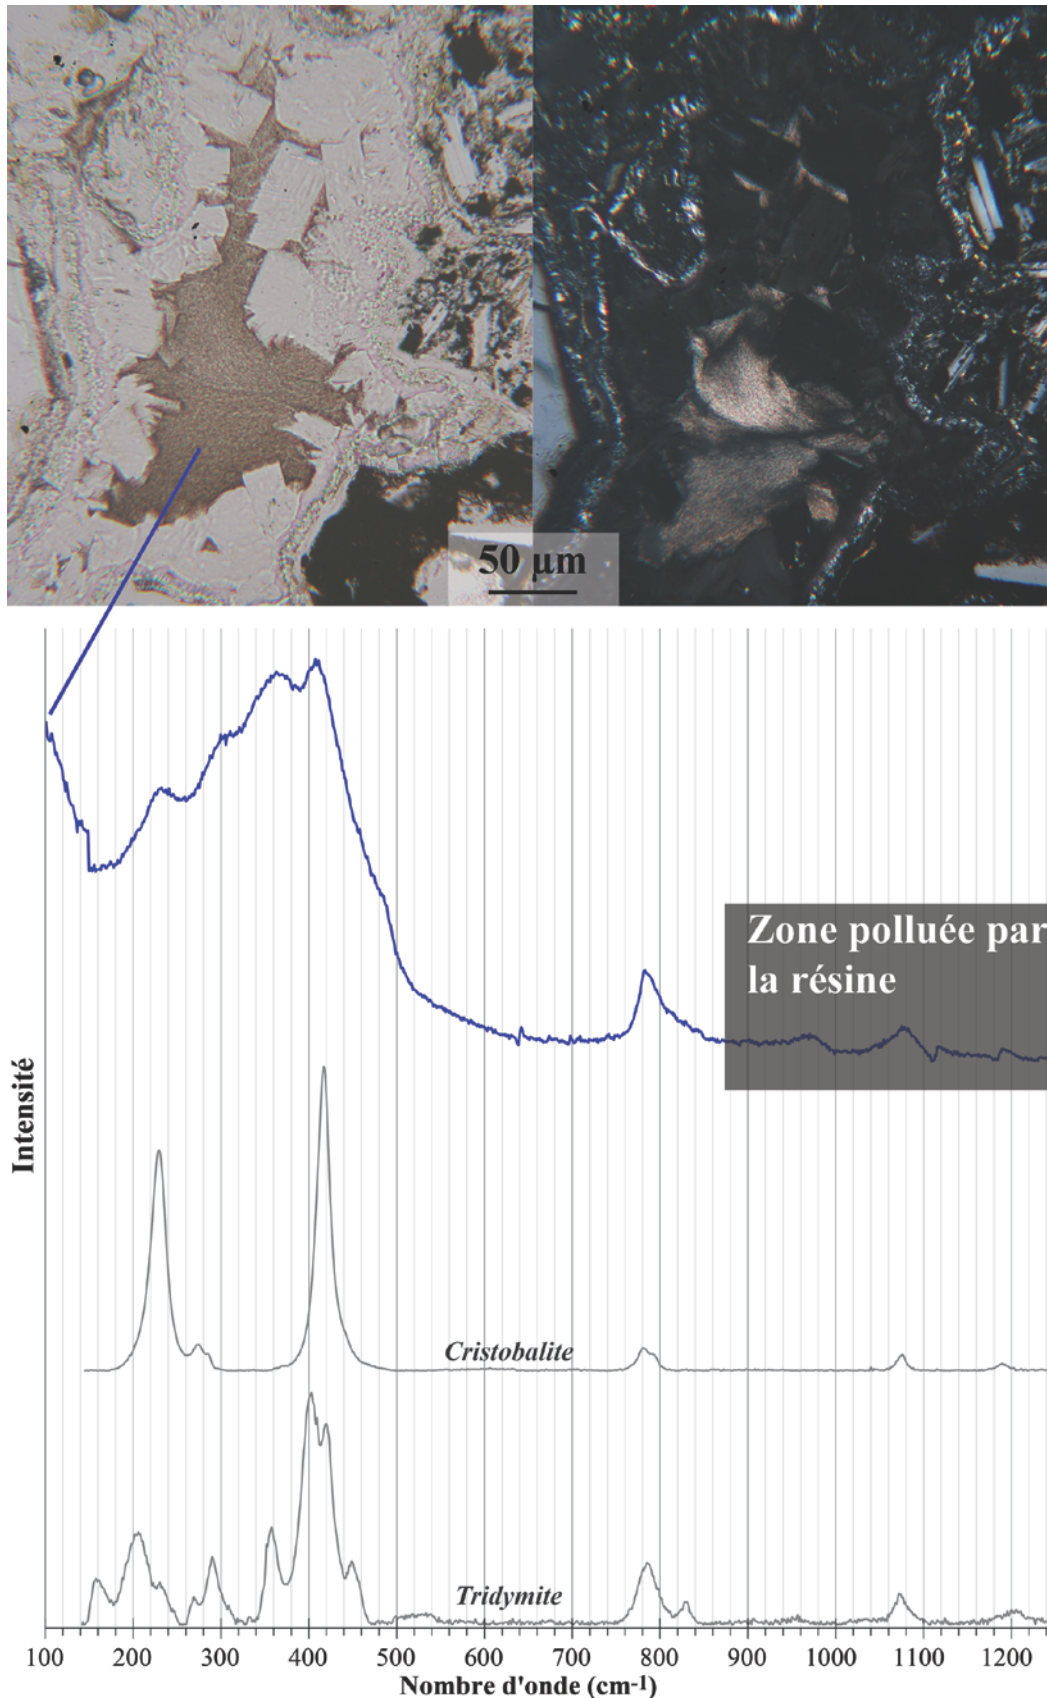 50 µm
Zone polluée par
la résine
Intensité
Cristobalite
Tridymite
100 200 300 400 500 600 700 800 900 1000 1100 1200
Nombre d'onde (cm-1)